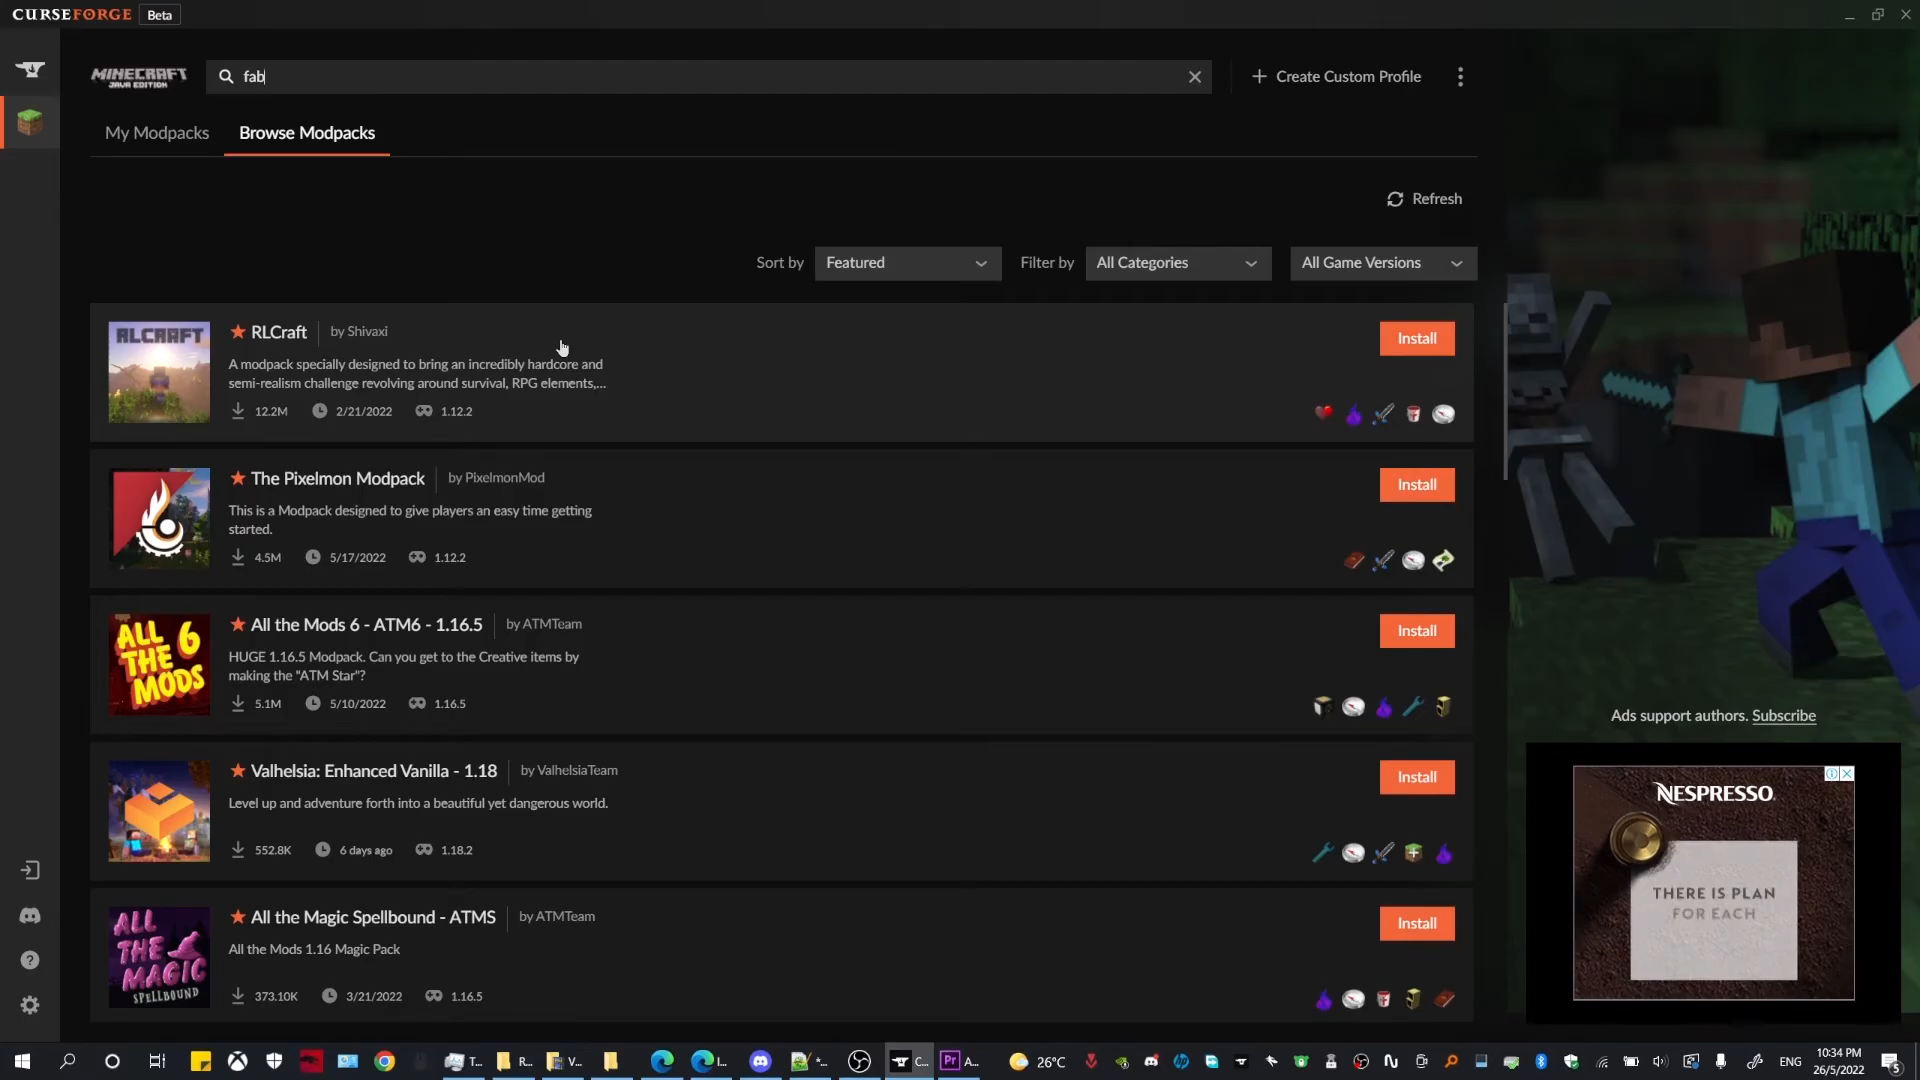 CURSEFORGE Beta
MINECRAFT
JAVA EDITION
fab
Create Custom Profile
My Modpacks Browse Modpacks
Refresh
Sort by Featured Filter by All Categories All Game Versions
RLCRAFT
RLCraft by Shivaxi
Install
A modpack specially designed to bring an incredibly hardcore and
semi-realism challenge revolving around survival, RPG elements,...
12.2M 2/21/2022 1.12.2
The Pixelmon Modpack by PixelmonMod
Install
This is a Modpack designed to give players an easy time getting
started.
4.5M 5/17/2022 1.12.2
ALL 6
THE
MODS
All the Mods 6 - ATM6 - 1.16.5 by ATMTeam
Install
HUGE 1.16.5 Modpack. Can you get to the Creative items by
making the "ATM Star"?
5.1M 5/10/2022 1.16.5
Valhelsia: Enhanced Vanilla - 1.18 by ValhelsiaTeam
Install
Level up and adventure forth into a beautiful yet dangerous world.
552.8K 6 days ago 1.18.2
ALL
THE
MAGIC
SPELLBOUND
All the Magic Spellbound - ATMS by ATMTeam
Install
All the Mods 1.16 Magic Pack
373.10K 3/21/2022 1.16.5
Ads support authors. Subscribe
NESPRESSO
THERE IS PLAN
FOR EACH
T... R... V... I... *... C... Pr A... 26°C ENG 10:34 PM
26/5/2022
5